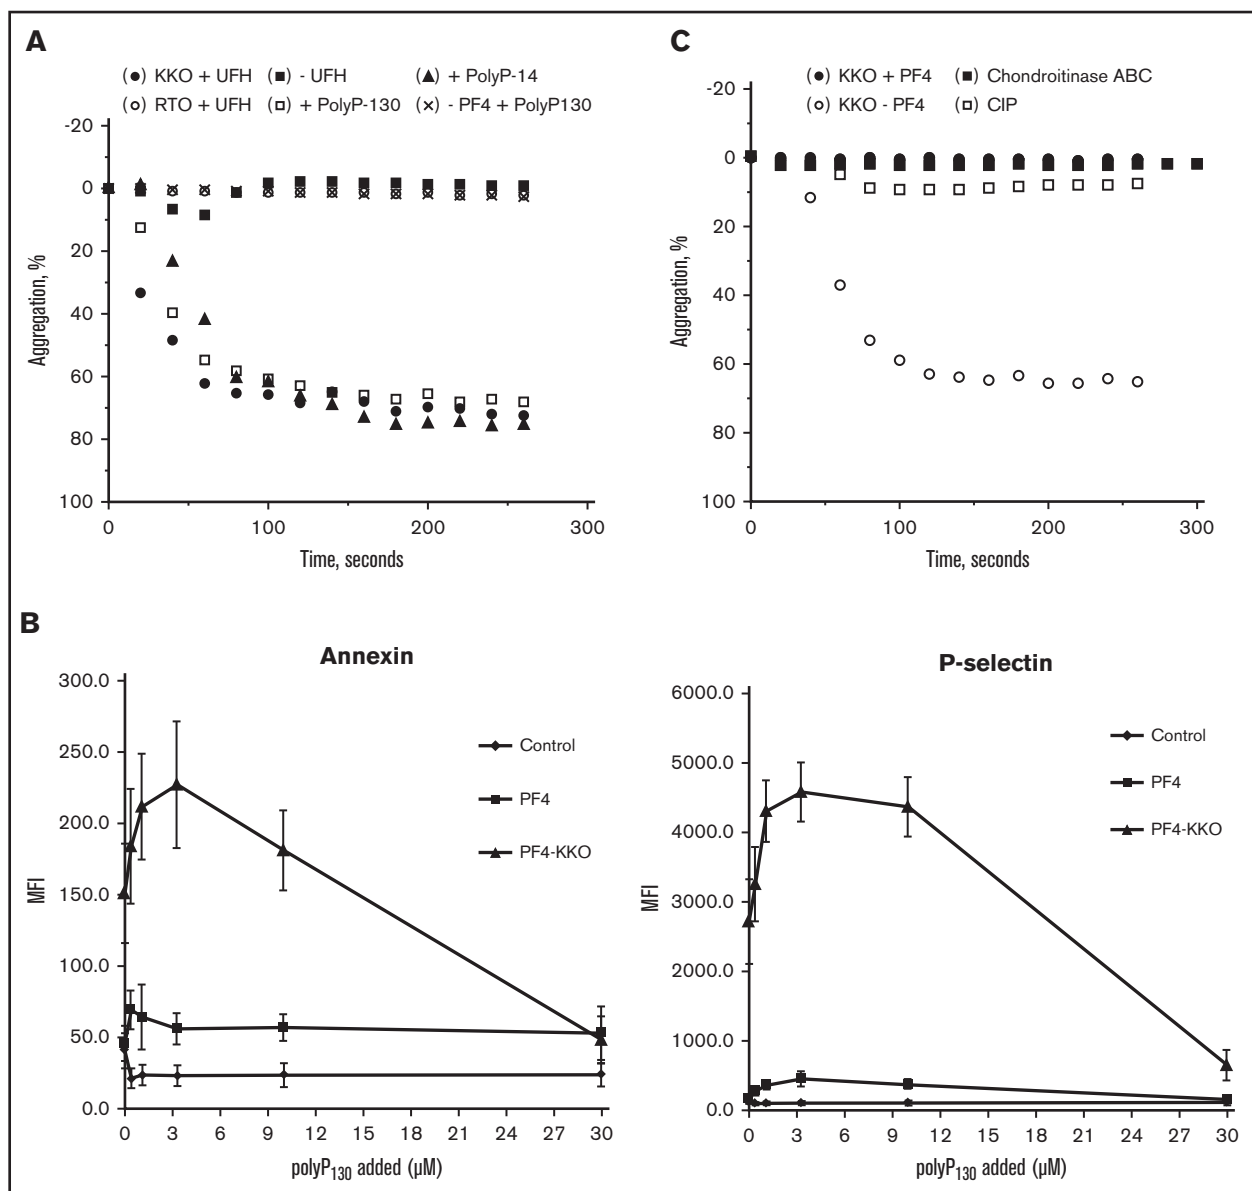 A
(●) KKO + UFH (■) - UFH (▲) + PolyP-14
(○) RTO + UFH (□) + PolyP-130 (×) - PF4 + PolyP130
-20
0
20
40
60
80
100
Aggregation, %
0 100 200 300
Time, seconds
C
(●) KKO + PF4 (■) Chondroitinase ABC
(○) KKO - PF4 (□) CIP
-20
0
20
40
60
80
100
Aggregation, %
0 100 200 300
Time, seconds
B
Annexin
300.0
250.0
200.0
150.0
100.0
50.0
0.0
MFI
Control
PF4
PF4-KKO
0 3 6 9 12 15 18 21 24 27 30
polyP130 added (µM)
P-selectin
6000.0
5000.0
4000.0
3000.0
2000.0
1000.0
0.0
MFI
Control
PF4
PF4-KKO
0 3 6 9 12 15 18 21 24 27 30
polyP130 added (µM)